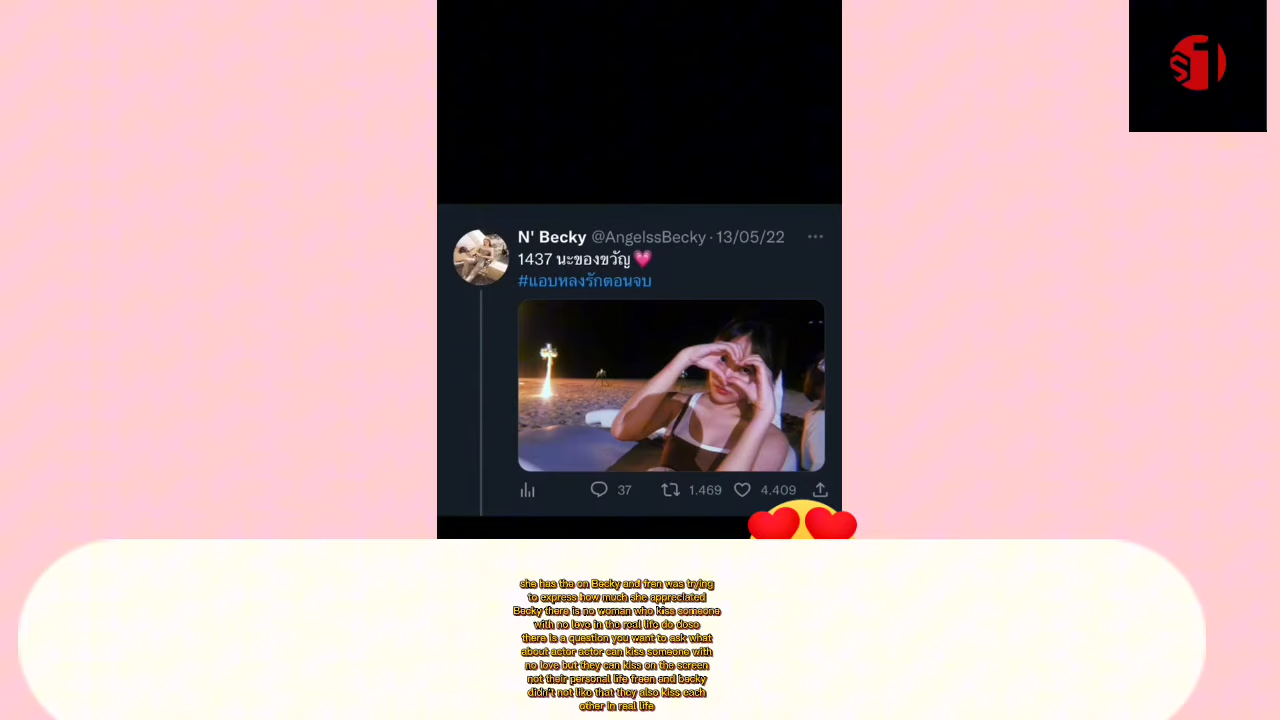 N' Becky @AngelssBecky · 13/05/22
1437 นะของขวัญ💗
#แอบหลงรักตอนจบ
37 1.469 4.409
she has the on Becky and fren was trying
to express how much she appreciated
Becky there is no woman who kiss someone
with no love in the real life do doso
there is a question you want to ask what
about actor actor can kiss someone with
no love but they can kiss on the screen
not their personal life freen and becky
didn't not like that they also kiss each
other in real life